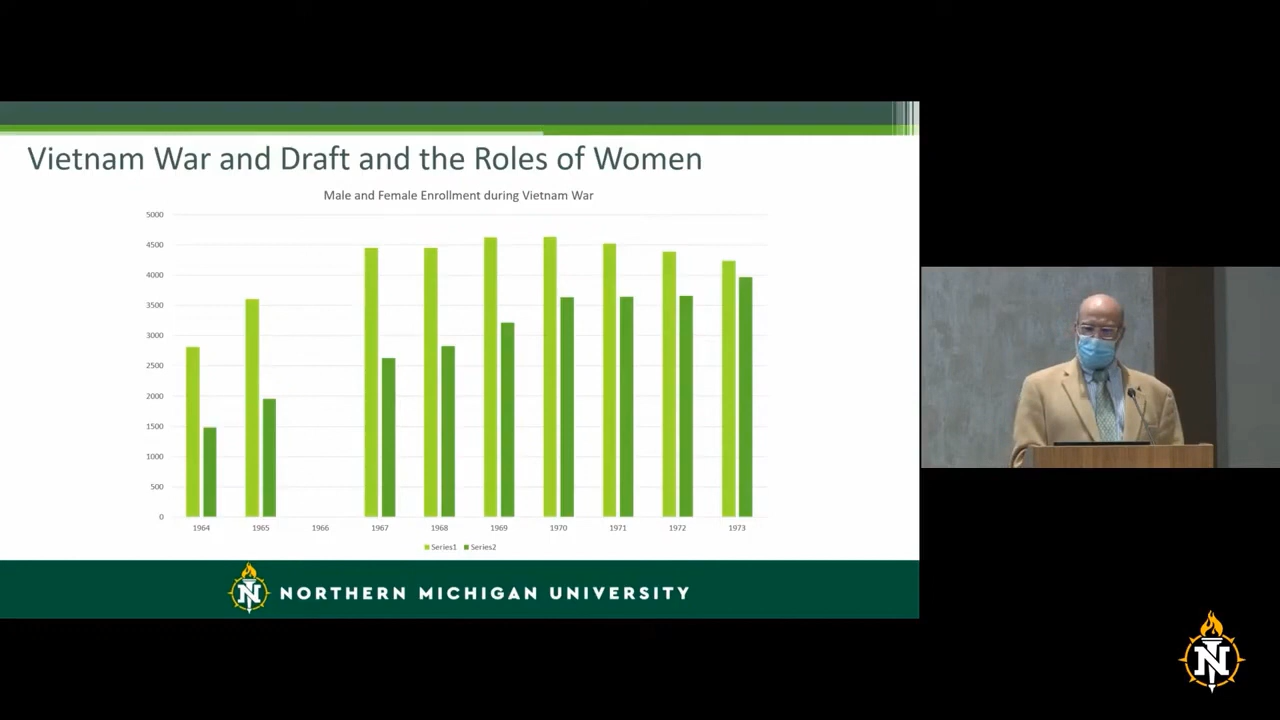 Vietnam War and Draft and the Roles of Women
Male and Female Enrollment during Vietnam War
5000
4500
4000
3500
3000
2500
2000
1500
1000
500
0
1964 1965 1966 1967 1968 1969 1970 1971 1972 1973
Series1 Series2
N NORTHERN MICHIGAN UNIVERSITY
N